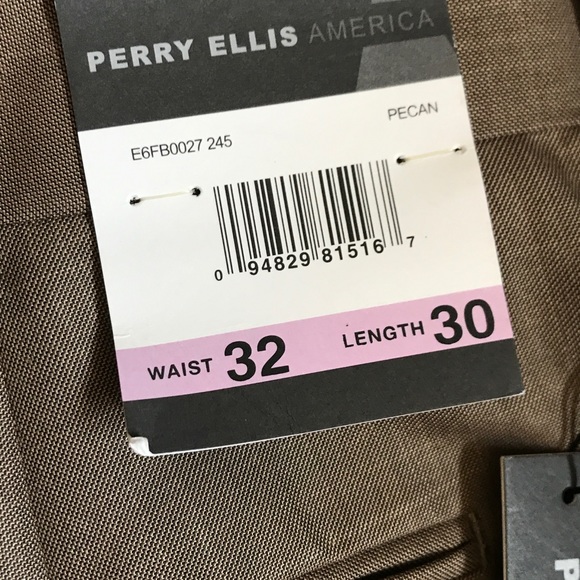 PERRY ELLIS AMERICA
E6FB0027 245 PECAN
0 94829 81516 7
WAIST 32 LENGTH 30
P